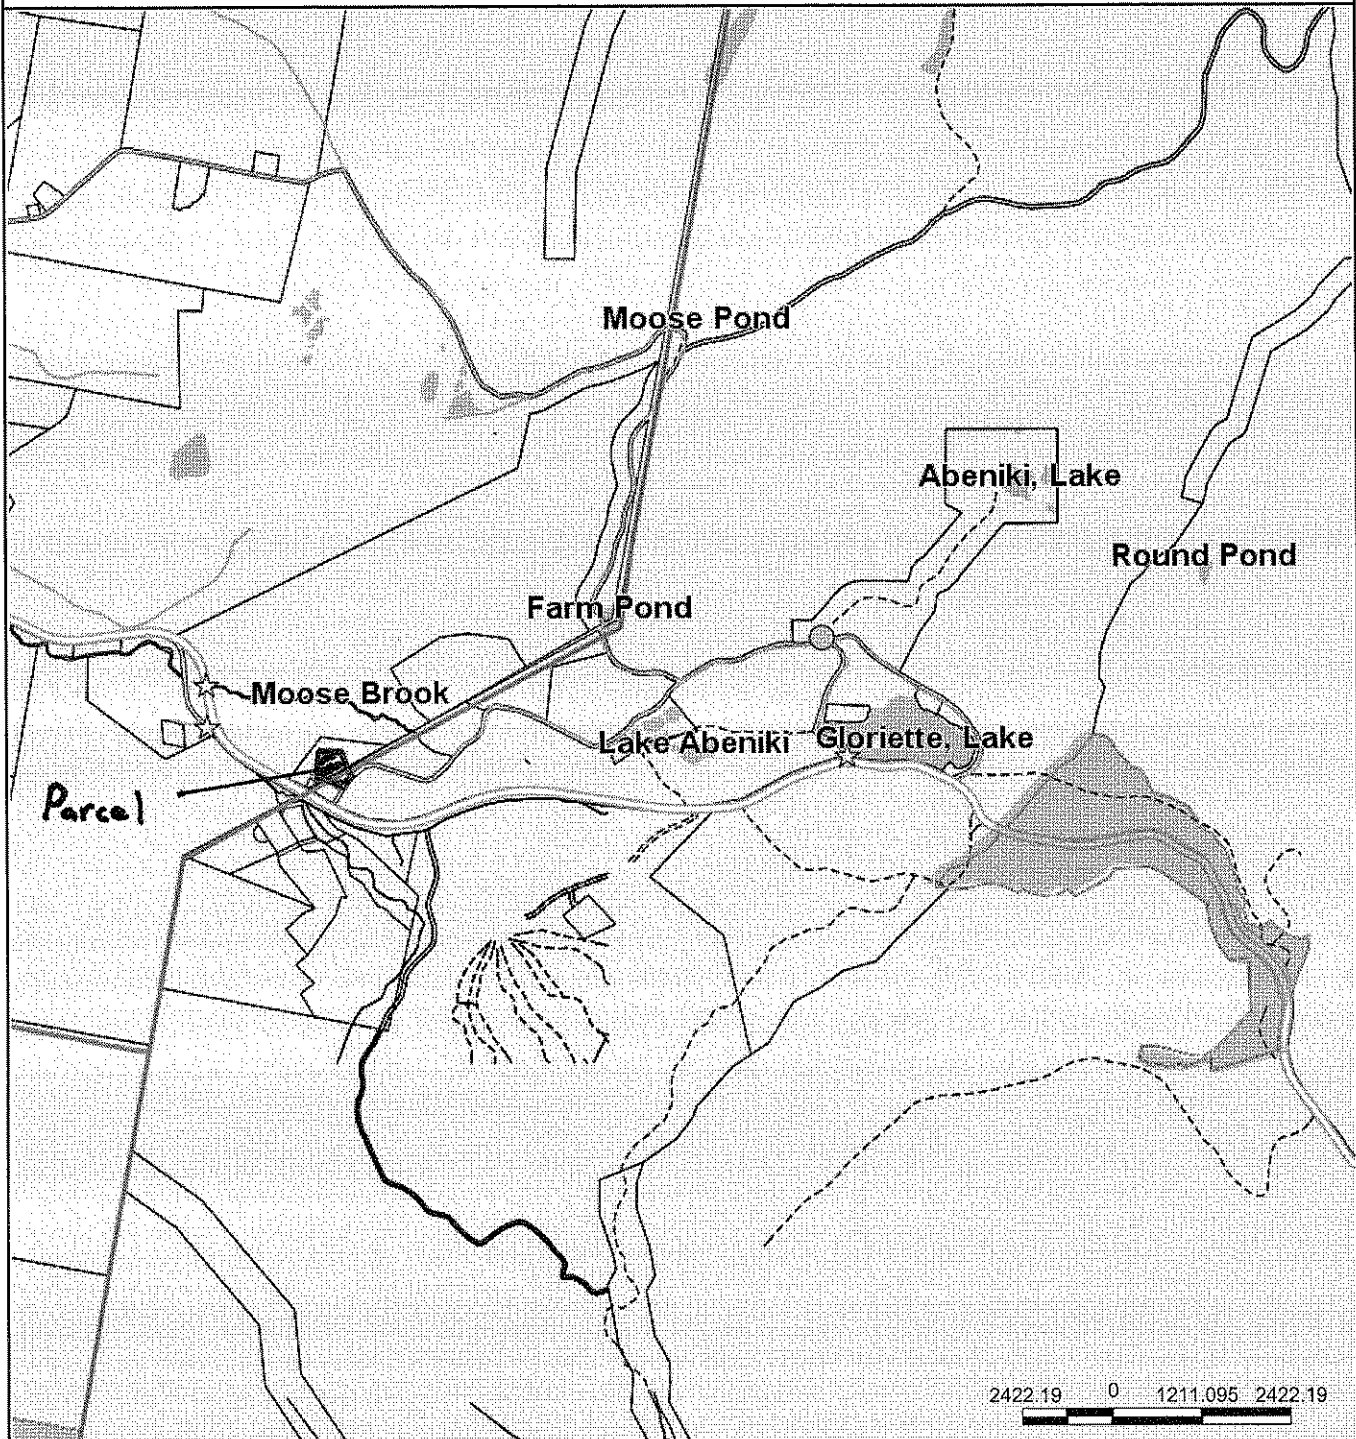 Moose Pond
Abeniki, Lake
Round Pond
Farm Pond
Moose Brook
Lake Abeniki
Gloriette, Lake
Parcel
2422.19 0 1211.095 2422.19